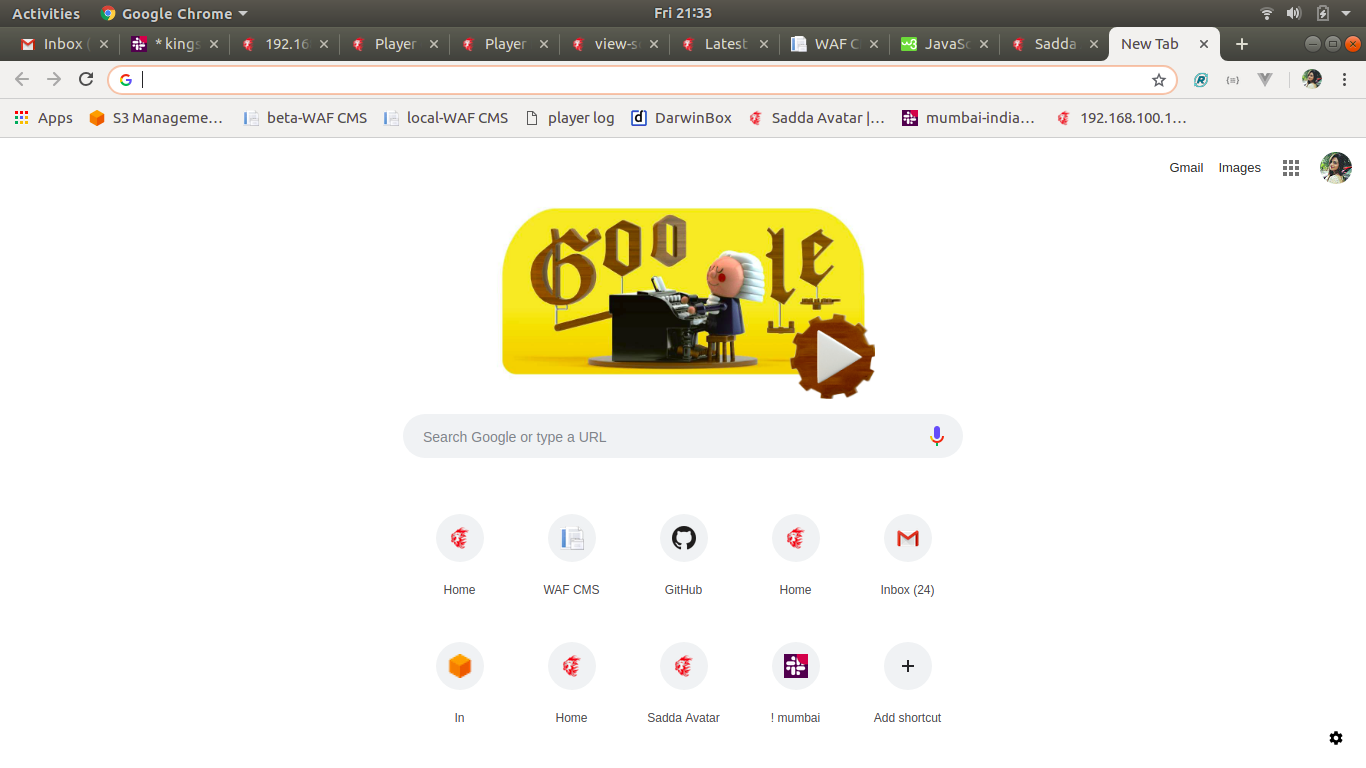 Activities Google Chrome Fri 21:33
Inbox ( * kings 192.16 Player Player view-s Latest WAF C JavaSc Sadda New Tab
Apps S3 Manageme… beta-WAF CMS local-WAF CMS player log DarwinBox Sadda Avatar |… mumbai-india… 192.168.100.1…
Gmail Images
Google
Search Google or type a URL
Home WAF CMS GitHub Home Inbox (24)
In Home Sadda Avatar ! mumbai Add shortcut